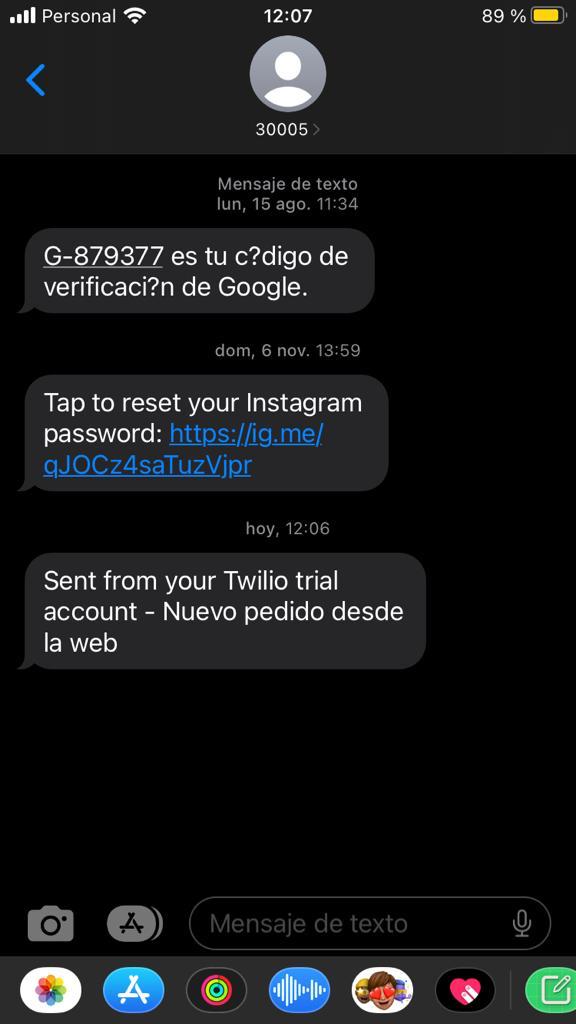 Personal 12:07 89 %
30005
Mensaje de texto
lun, 15 ago. 11:34
G-879377 es tu c?digo de
verificaci?n de Google.
dom, 6 nov. 13:59
Tap to reset your Instagram
password: https://ig.me/
qJOCz4saTuzVjpr
hoy, 12:06
Sent from your Twilio trial
account - Nuevo pedido desde
la web
Mensaje de texto